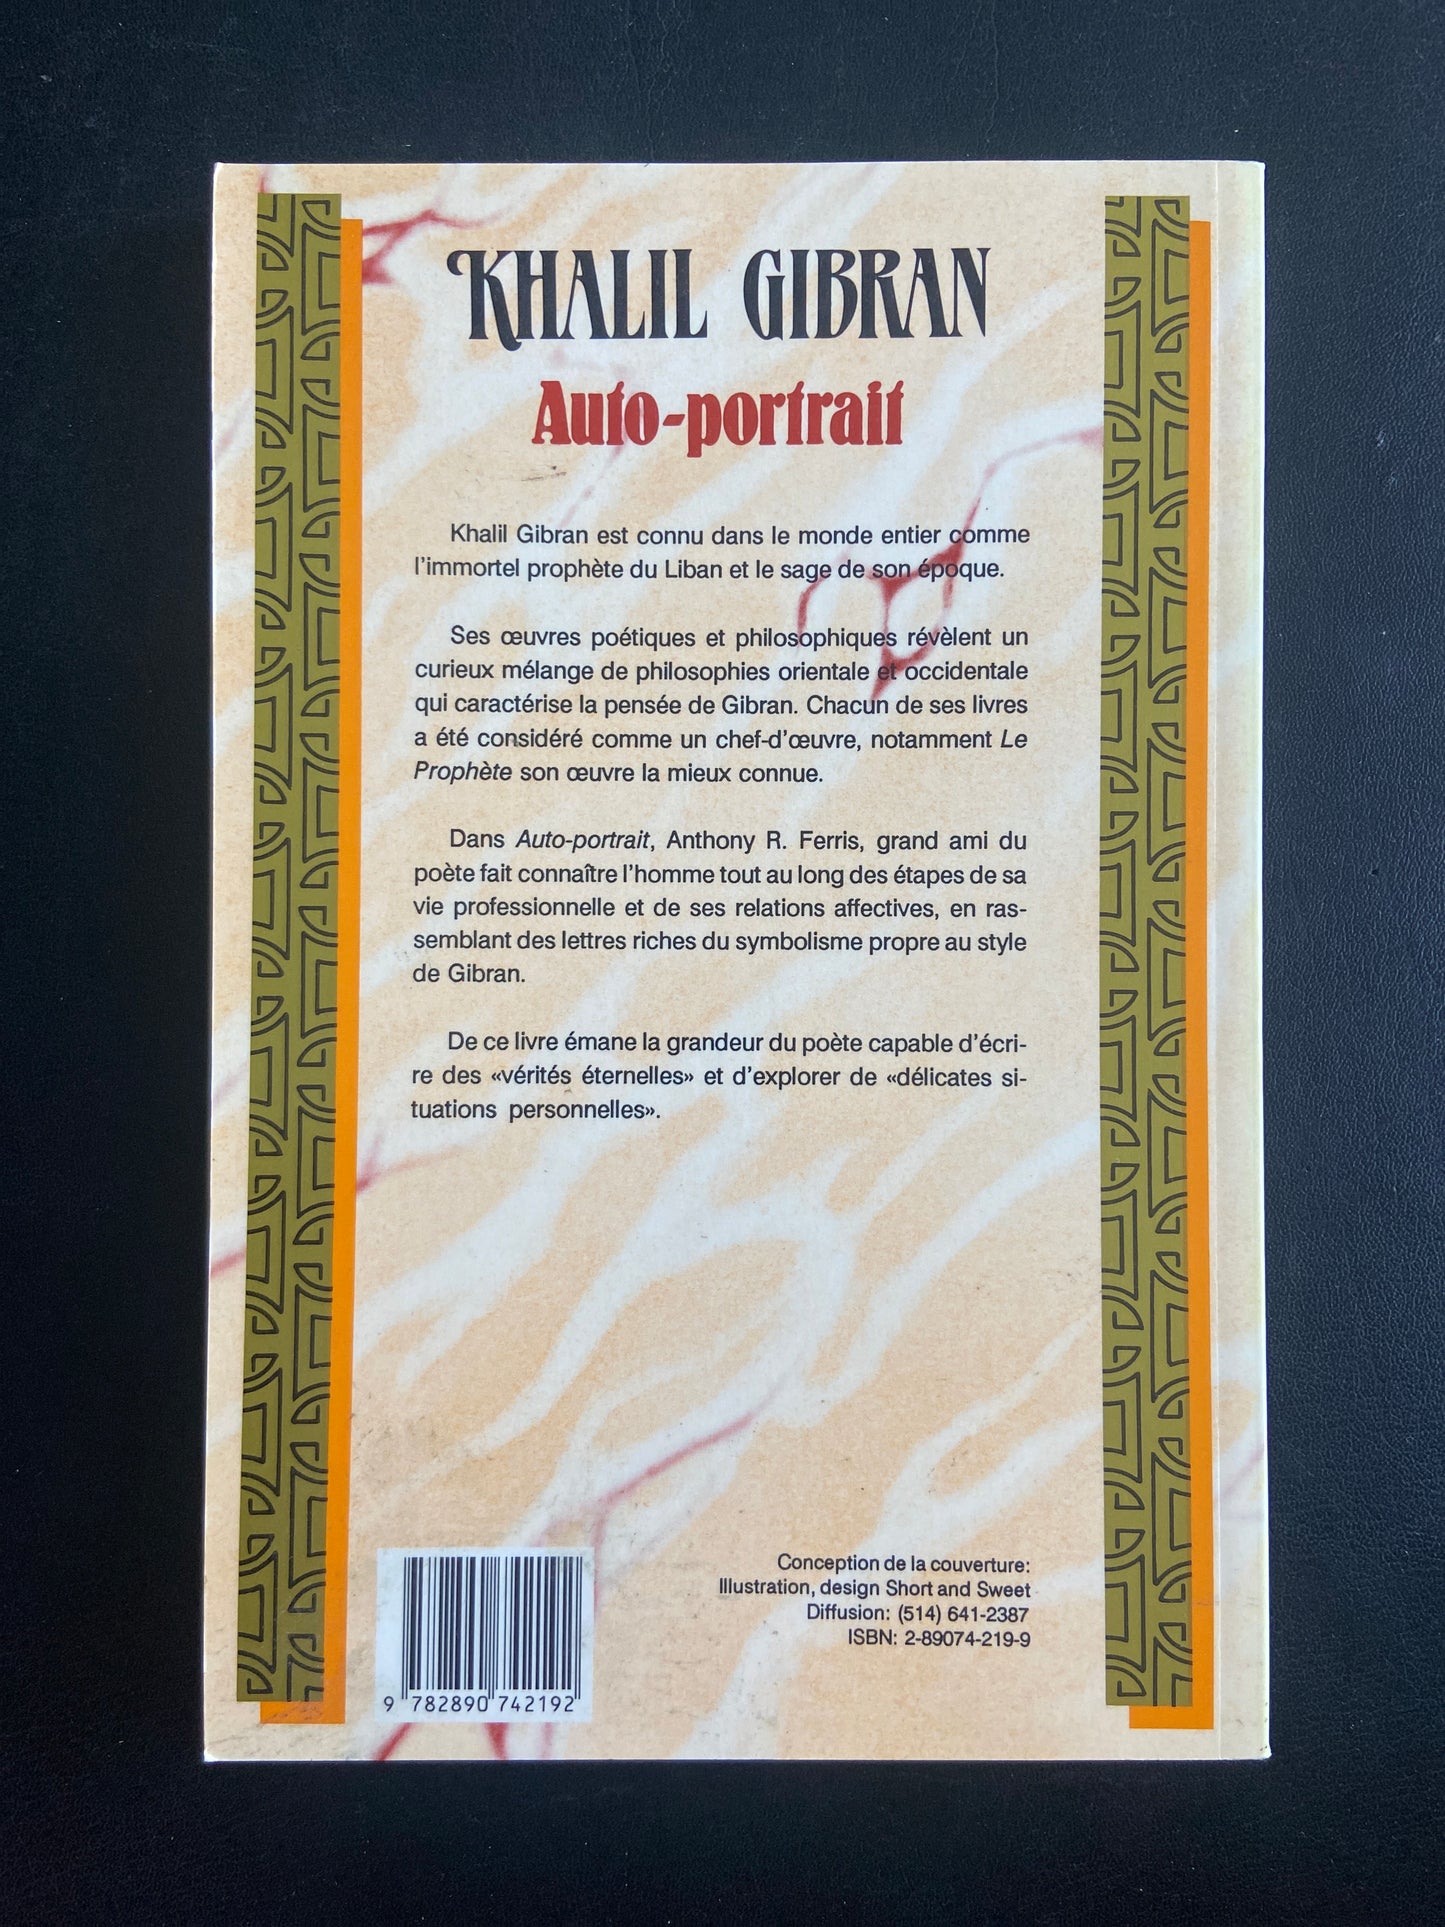 KHALIL GIBRAN
Auto-portrait
Khalil Gibran est connu dans le monde entier comme
l'immortel prophète du Liban et le sage de son époque.
Ses œuvres poétiques et philosophiques révèlent un
curieux mélange de philosophies orientale et occidentale
qui caractérise la pensée de Gibran. Chacun de ses livres
a été considéré comme un chef-d'œuvre, notamment Le
Prophète son œuvre la mieux connue.
Dans Auto-portrait, Anthony R. Ferris, grand ami du
poète fait connaître l'homme tout au long des étapes de sa
vie professionnelle et de ses relations affectives, en ras-
semblant des lettres riches du symbolisme propre au style
de Gibran.
De ce livre émane la grandeur du poète capable d'écri-
re des «vérités éternelles» et d'explorer de «délicates si-
tuations personnelles».
Conception de la couverture:
Illustration, design Short and Sweet
Diffusion: (514) 641-2387
ISBN: 2-89074-219-9
9 782890 742192